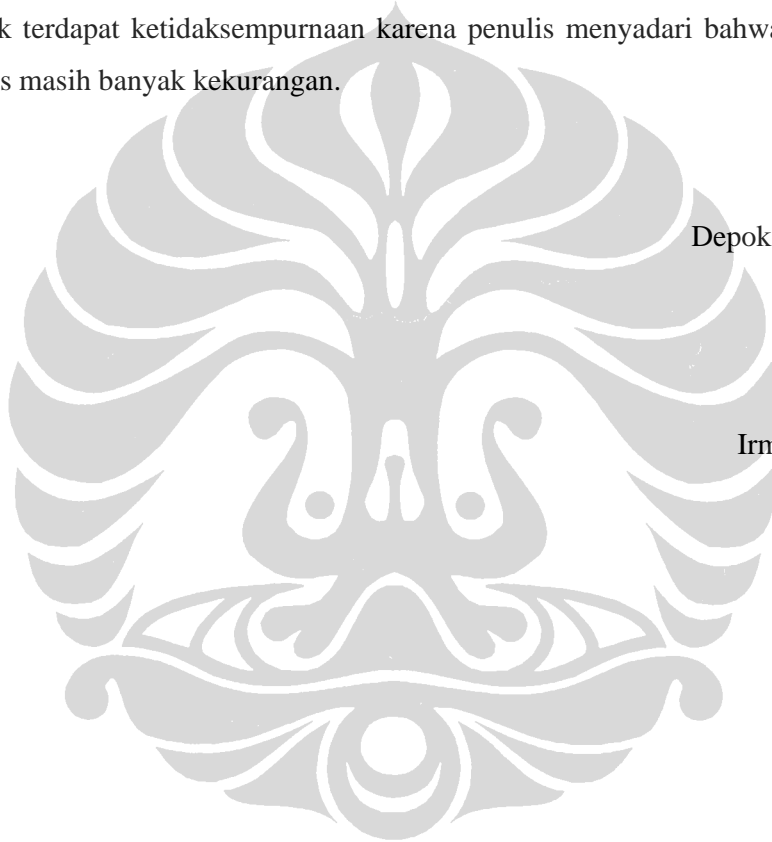 k terdapat ketidaksempurnaan karena penulis menyadari bahwa
s masih banyak kekurangan.
Depok
Irm